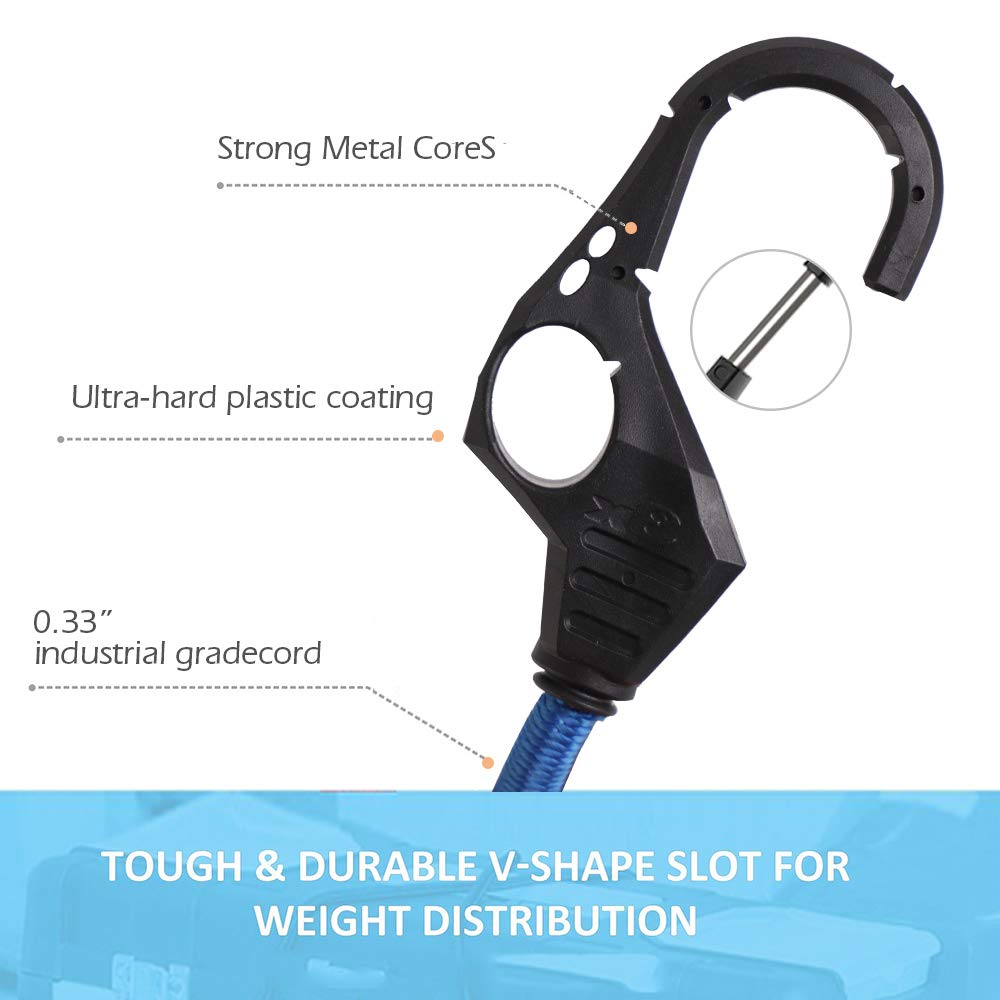 Strong Metal CoreS
Ultra-hard plastic coating
0.33”
industrial gradecord
TOUGH & DURABLE V-SHAPE SLOT FOR
WEIGHT DISTRIBUTION